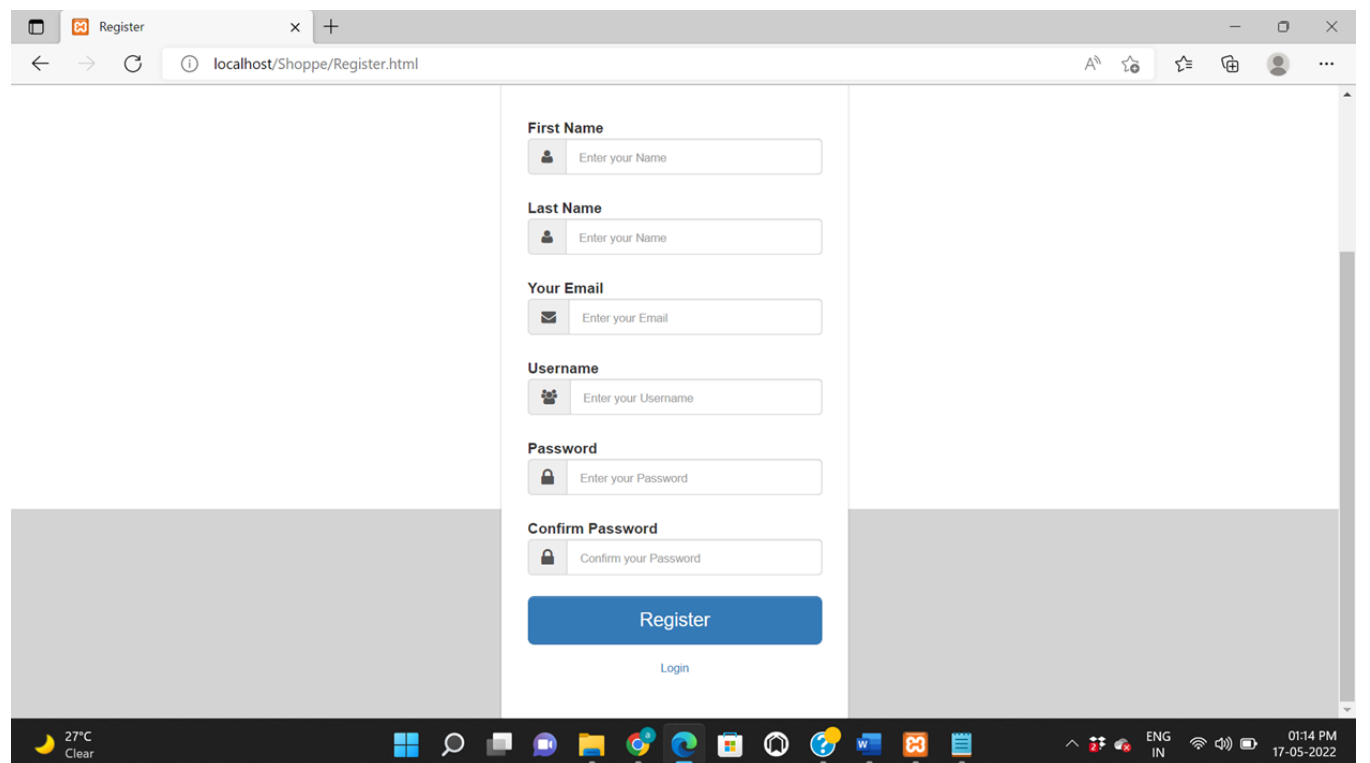 Register
localhost/Shoppe/Register.html
First Name
Enter your Name
Last Name
Enter your Name
Your Email
Enter your Email
Username
Enter your Username
Password
Enter your Password
Confirm Password
Confirm your Password
Register
Login
27°C
Clear
ENG
IN
01:14 PM
17-05-2022